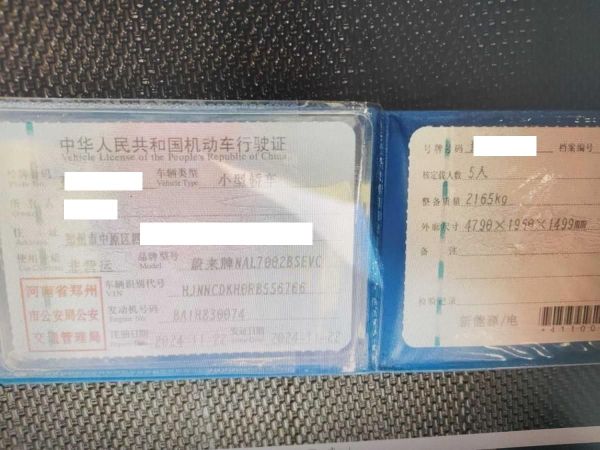 中华人民共和国机动车行驶证
Vehicle License of the People's Republic of China
号牌号码 车辆类型 小型轿车
Vehicle Type
所有人
住址 郑州市中原区
Address
使用性质 非营运 品牌型号 蔚来牌NAL7002BSEVC
Use Character Model
河南省郑州市公安局公安交通管理局
车辆识别代号 HJNNCDKH0RB556766
VIN
发动机号码 BA1R830074
Engine No.
注册日期 2024-11-22 发证日期 2024-11-22
Register Date Issue Date
号牌号码 档案编号
核定载人数 5人
整备质量 2165kg
外廓尺寸 4790×1960×1499mm
备注
检验记录
新能源/电